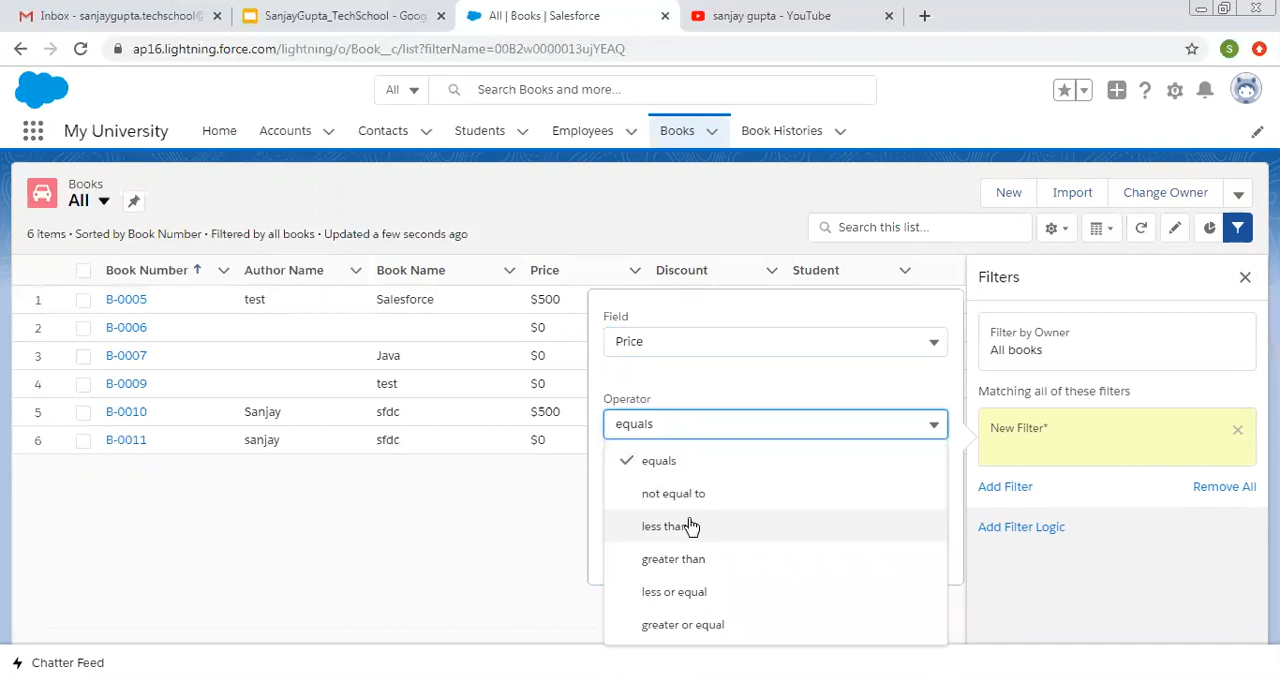 Inbox - sanjaygupta.techschool@
SanjayGupta_TechSchool - Goog
All | Books | Salesforce
sanjay gupta - YouTube
ap16.lightning.force.com/lightning/o/Book__c/list?filterName=00B2w0000013ujYEAQ
S
All
Search Books and more...
My University
Home
Accounts
Contacts
Students
Employees
Books
Book Histories
Books
All
New
Import
Change Owner
6 items • Sorted by Book Number • Filtered by all books • Updated a few seconds ago
Search this list...
Book Number
Author Name
Book Name
Price
Discount
Student
1 B-0005 test Salesforce $500
2 B-0006 $0
3 B-0007 Java $0
4 B-0009 test $0
5 B-0010 Sanjay sfdc $500
6 B-0011 sanjay sfdc $0
Field
Price
Operator
equals
equals
not equal to
less than
greater than
less or equal
greater or equal
Filters
Filter by Owner
All books
Matching all of these filters
New Filter*
Add Filter
Remove All
Add Filter Logic
Chatter Feed